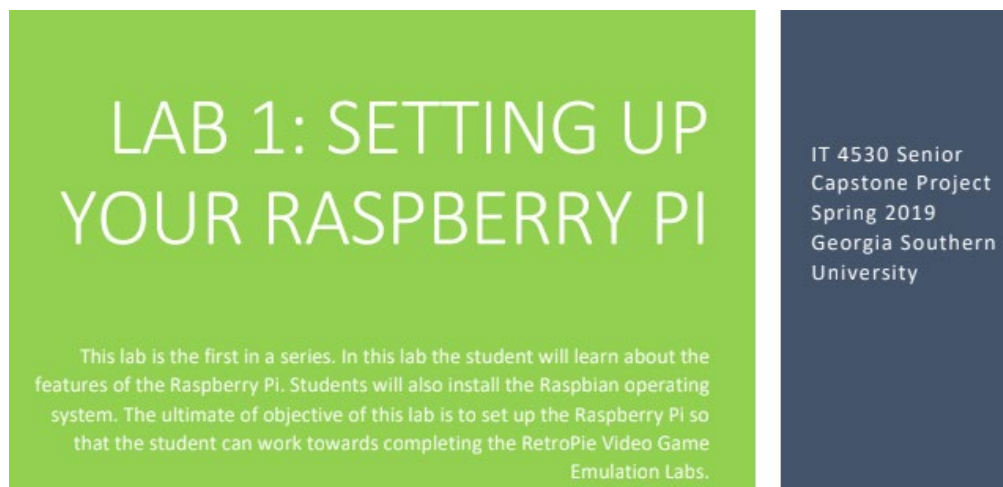 LAB 1: SETTING UP
YOUR RASPBERRY PI
This lab is the first in a series. In this lab the student will learn about the
features of the Raspberry Pi. Students will also install the Raspbian operating
system. The ultimate of objective of this lab is to set up the Raspberry Pi so
that the student can work towards completing the RetroPie Video Game
Emulation Labs.
IT 4530 Senior
Capstone Project
Spring 2019
Georgia Southern
University